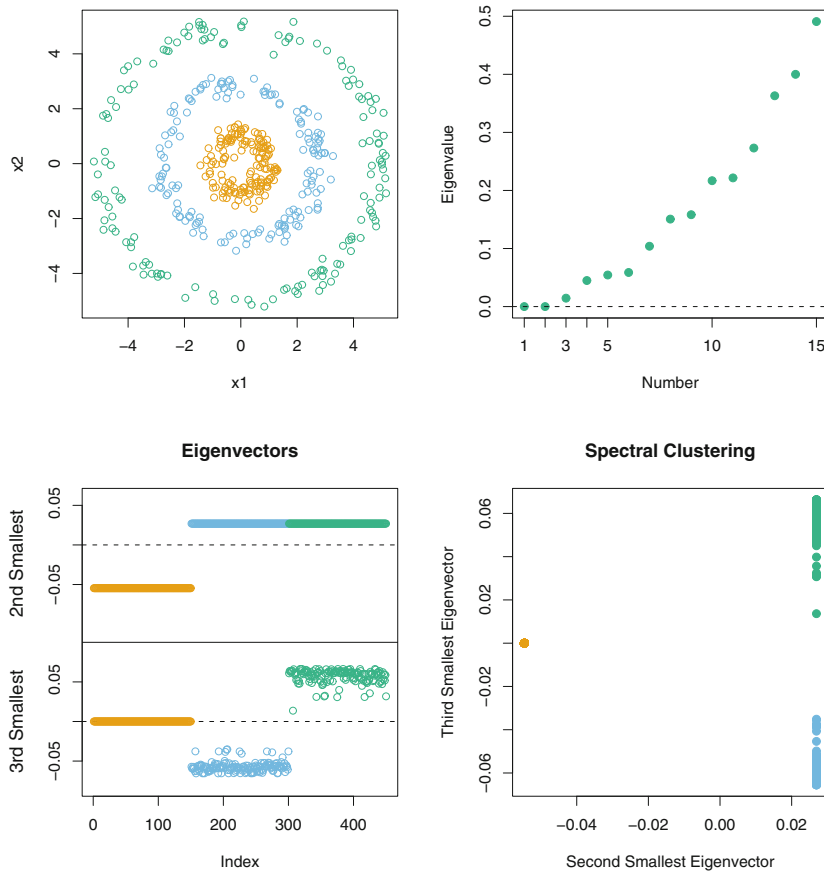 4
2
0
−2
−4
x2
−4 −2 0 2 4
x1
0.5
0.4
0.3
0.2
0.1
0.0
Eigenvalue
1 3 5 10 15
Number
Eigenvectors
0.05
−0.05
2nd Smallest
0.05
−0.05
3rd Smallest
0 100 200 300 400
Index
Spectral Clustering
0.06
0.02
−0.02
−0.06
Third Smallest Eigenvector
−0.04 −0.02 0.00 0.02
Second Smallest Eigenvector